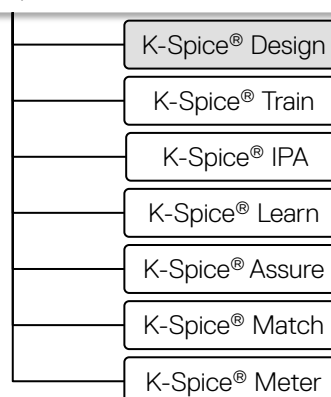 K-Spice® Design
K-Spice® Train
K-Spice® IPA
K-Spice® Learn
K-Spice® Assure
K-Spice® Match
K-Spice® Meter